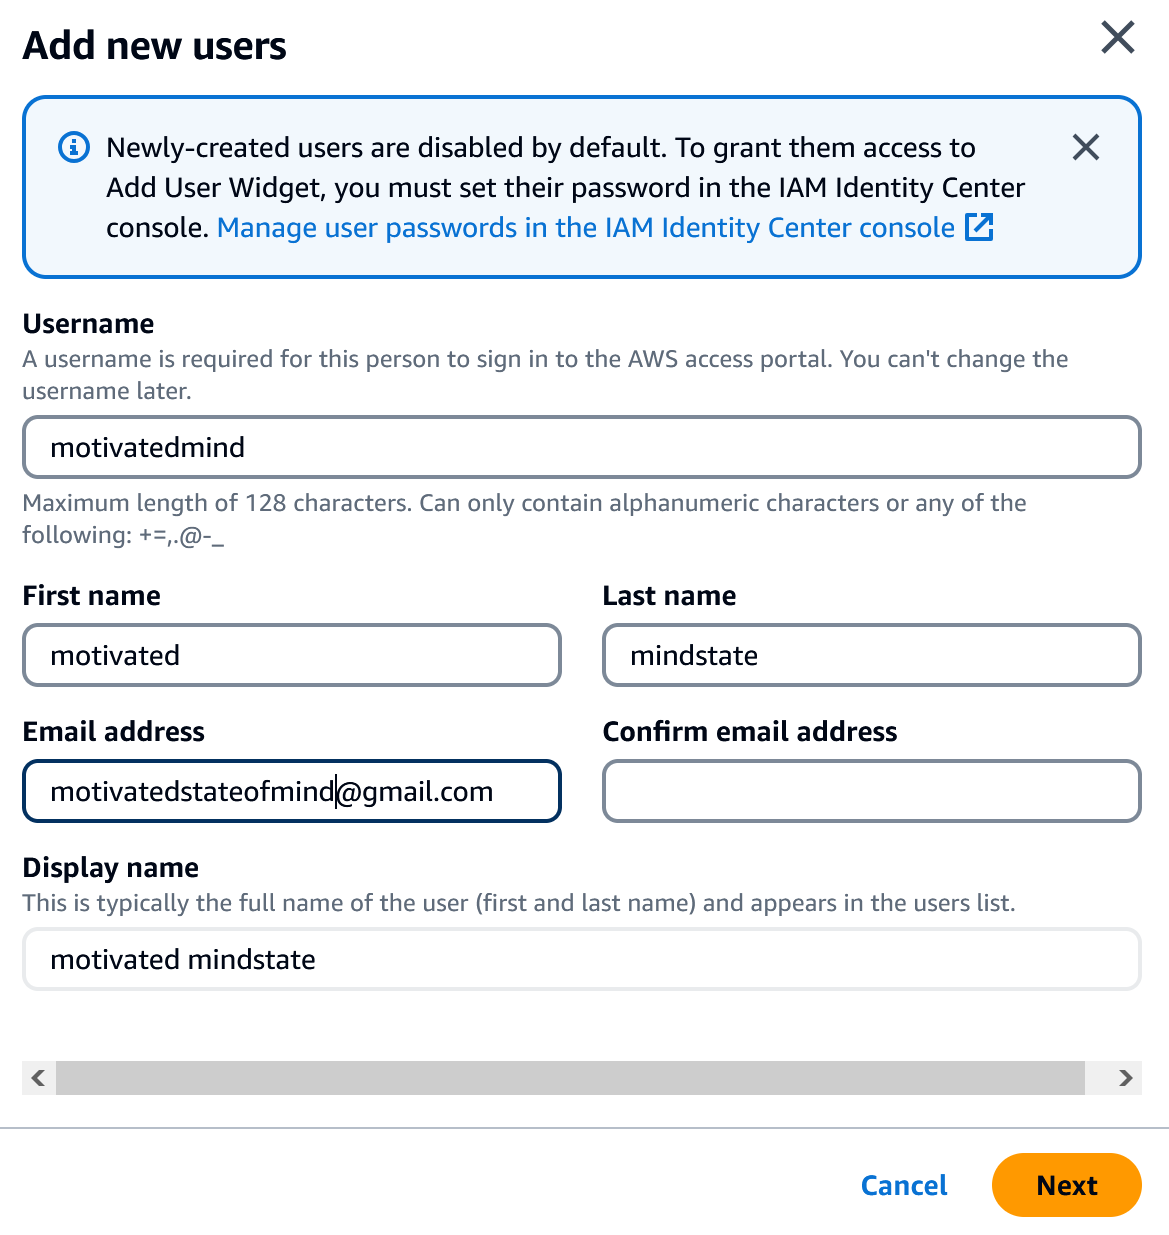 Add new users
Newly-created users are disabled by default. To grant them access to
Add User Widget, you must set their password in the IAM Identity Center
console. Manage user passwords in the IAM Identity Center console
Username
A username is required for this person to sign in to the AWS access portal. You can't change the
username later.
motivatedmind
Maximum length of 128 characters. Can only contain alphanumeric characters or any of the
following: +=,.@-_
First name
Last name
motivated
mindstate
Email address
Confirm email address
motivatedstateofmind@gmail.com
Display name
This is typically the full name of the user (first and last name) and appears in the users list.
motivated mindstate
Cancel
Next